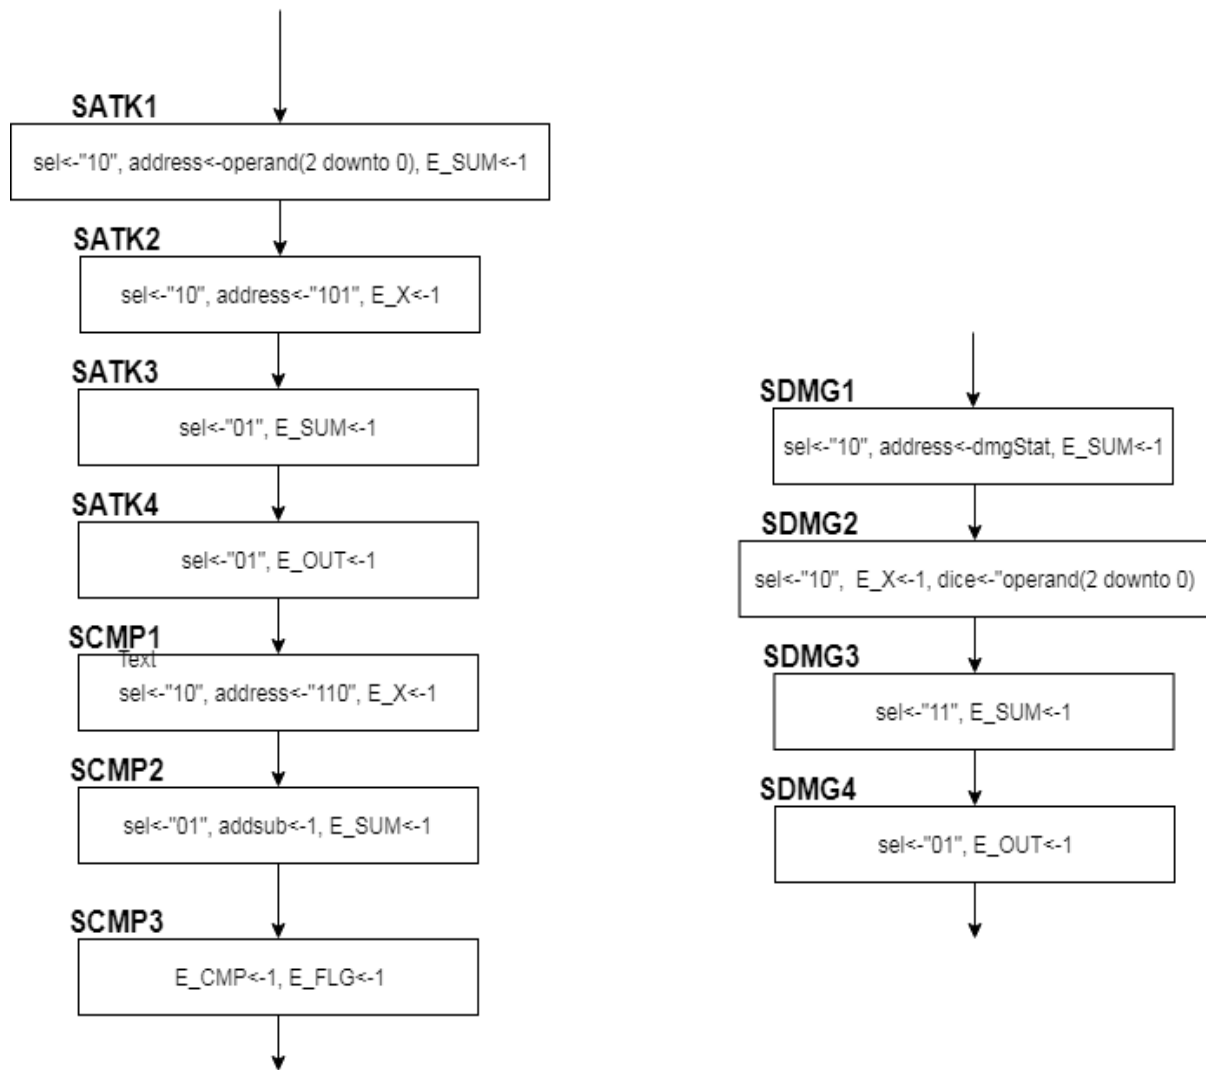 SATK1
sel<-"10", address<-operand(2 downto 0), E_SUM<-1
SATK2
sel<-"10", address<-"101", E_X<-1
SATK3
sel<-"01", E_SUM<-1
SATK4
sel<-"01", E_OUT<-1
SCMP1
Text
sel<-"10", address<-"110", E_X<-1
SCMP2
sel<-"01", addsub<-1, E_SUM<-1
SCMP3
E_CMP<-1, E_FLG<-1
SDMG1
sel<-"10", address<-dmgStat, E_SUM<-1
SDMG2
sel<-"10",  E_X<-1, dice<-"operand(2 downto 0)
SDMG3
sel<-"11", E_SUM<-1
SDMG4
sel<-"01", E_OUT<-1